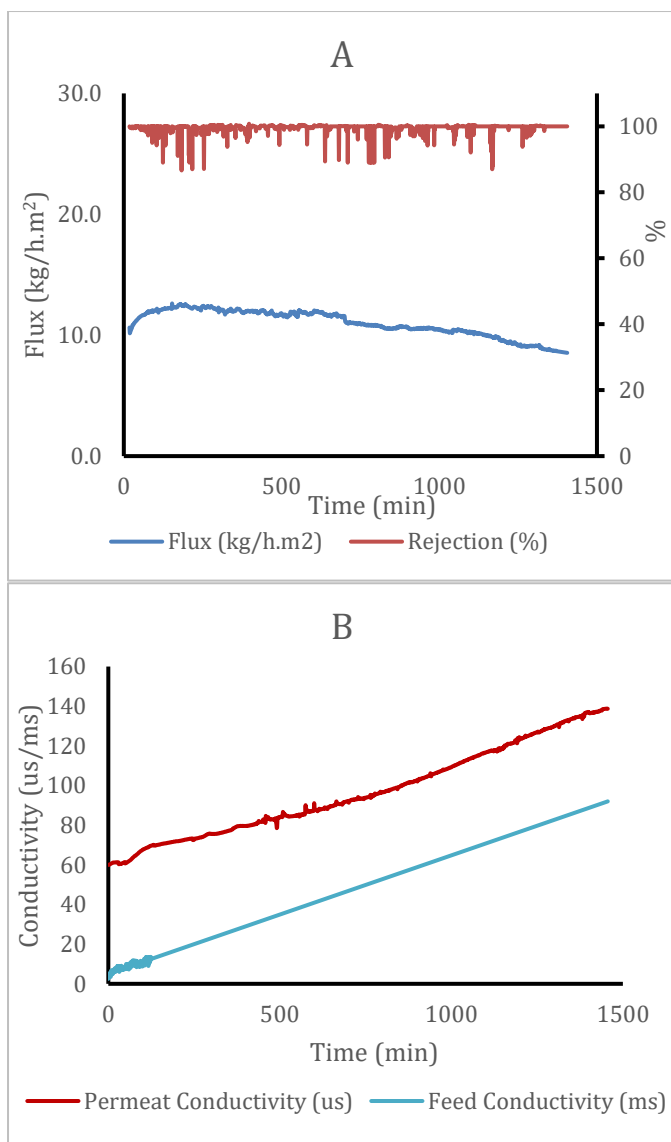 A
30.0
20.0
10.0
0.0
Flux (kg/h.m²)
100
80
60
40
20
0
%
0 500 1000 1500
Time (min)
Flux (kg/h.m2) Rejection (%)
B
160
140
120
100
80
60
40
20
0
Conductivity (us/ms)
0 500 1000 1500
Time (min)
Permeat Conductivity (us) Feed Conductivity (ms)